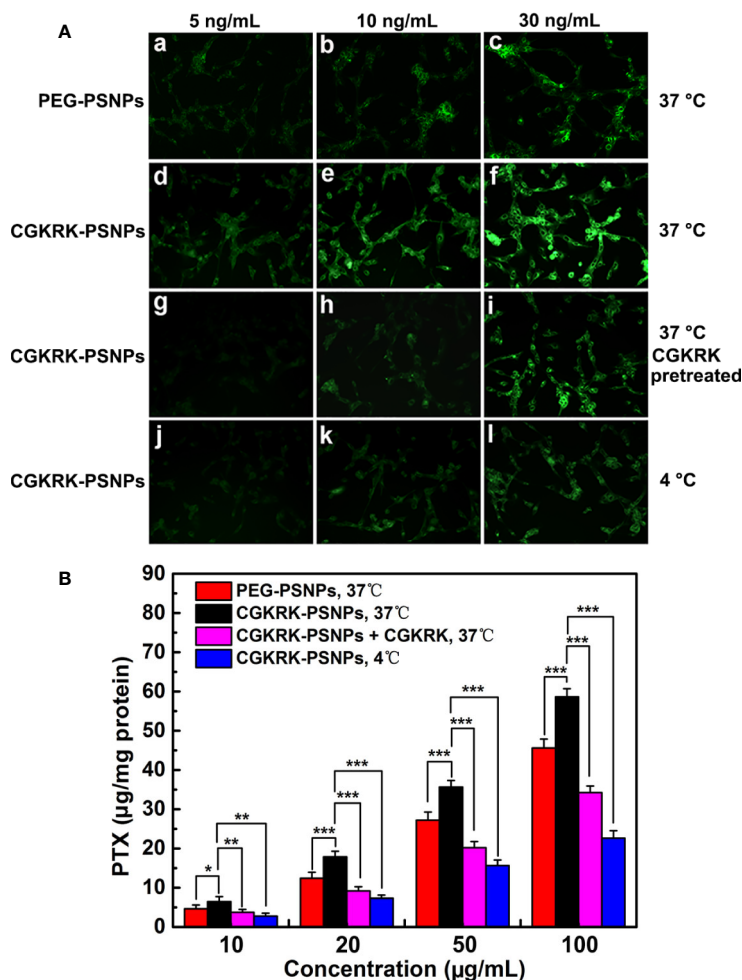 A
5 ng/mL 10 ng/mL 30 ng/mL
a b c
PEG-PSNPs 37 °C
d e f
CGKRK-PSNPs 37 °C
g h i
CGKRK-PSNPs 37 °C
CGKRK
pretreated
j k l
CGKRK-PSNPs 4 °C
B
90
80
70
60
50
40
30
20
10
0
PTX (µg/mg protein)
PEG-PSNPs, 37℃
CGKRK-PSNPs, 37℃
CGKRK-PSNPs + CGKRK, 37℃
CGKRK-PSNPs, 4℃
* ** **
*** *** ***
*** *** ***
*** *** ***
10 20 50 100
Concentration (µg/mL)